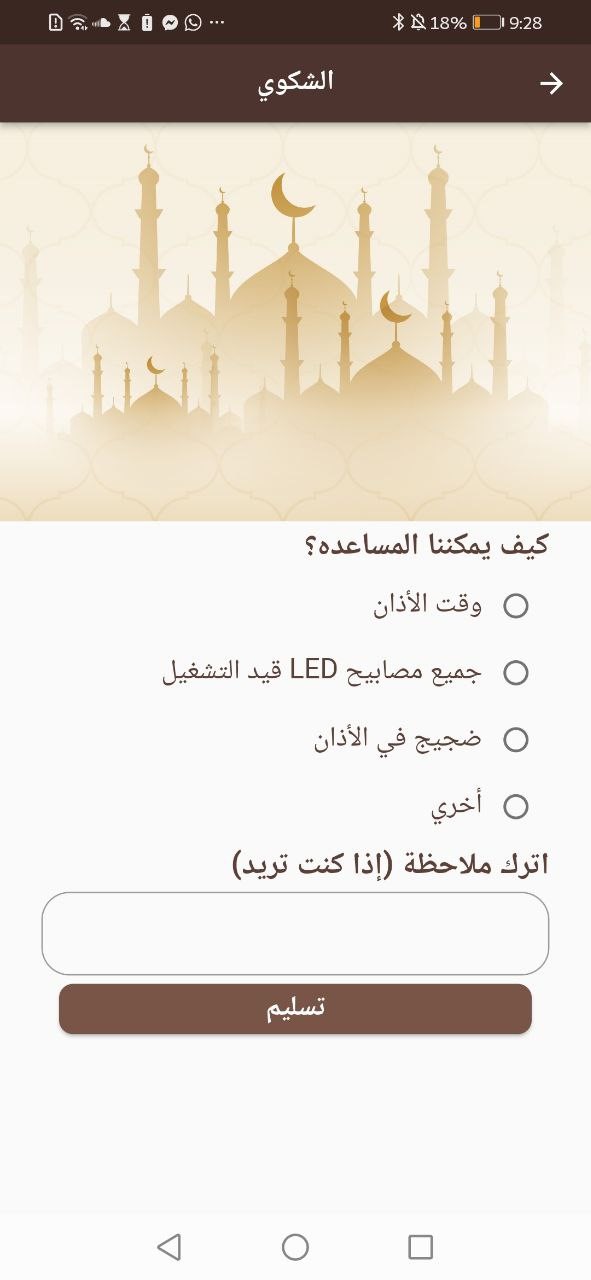 18% 9:28
الشكوي
كيف يمكننا المساعده؟
وقت الأذان
جميع مصابيح LED قيد التشغيل
ضجيج في الأذان
أخري
اترك ملاحظة (إذا كنت تريد)
تسليم